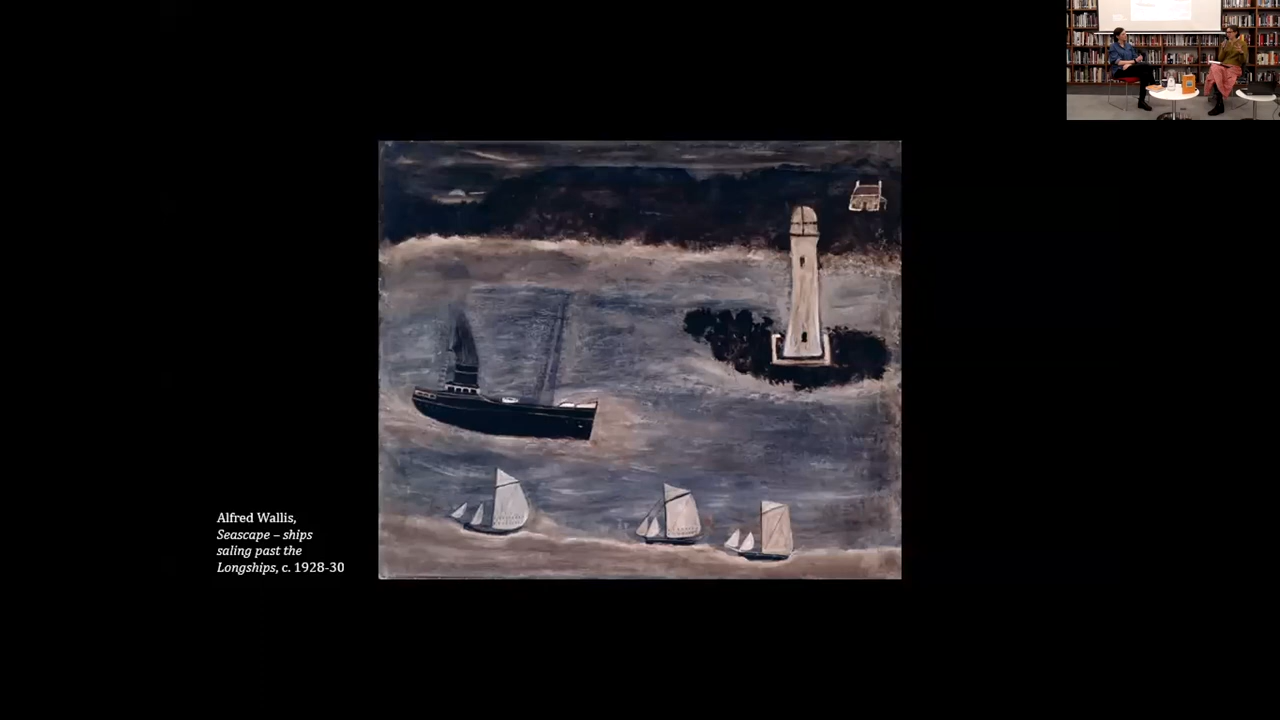 Alfred Wallis,
Seascape – ships
saling past the
Longships, c. 1928-30